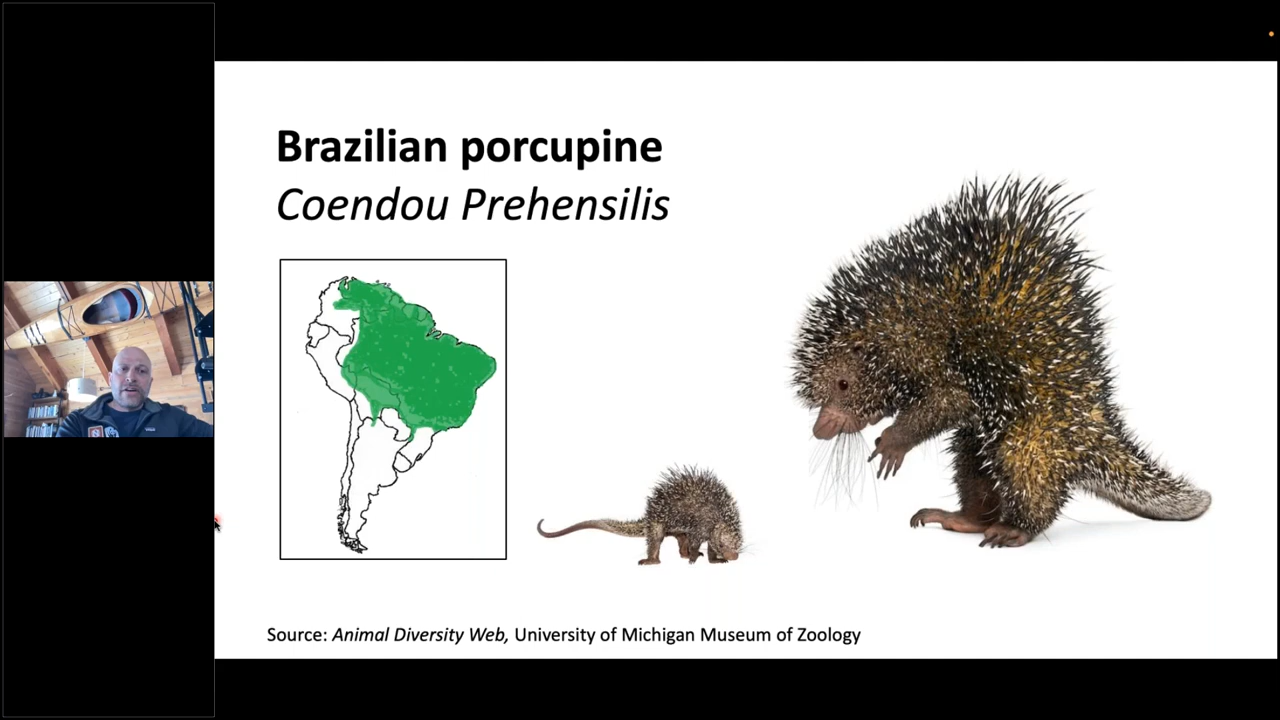 Brazilian porcupine
Coendou Prehensilis
Source: Animal Diversity Web, University of Michigan Museum of Zoology